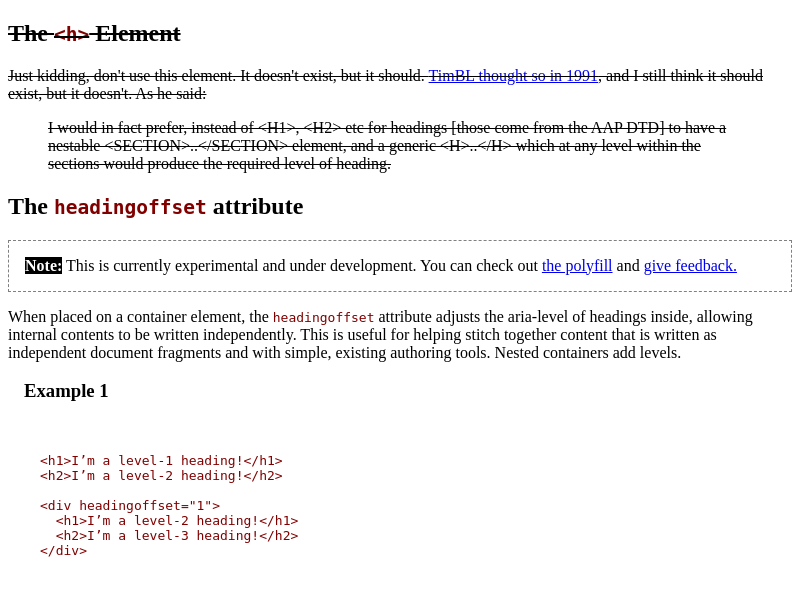 The <h> Element
Just kidding, don't use this element. It doesn't exist, but it should. TimBL thought so in 1991, and I still think it should
exist, but it doesn't. As he said:
I would in fact prefer, instead of <H1>, <H2> etc for headings [those come from the AAP DTD] to have a
nestable <SECTION>..</SECTION> element, and a generic <H>..</H> which at any level within the
sections would produce the required level of heading.
The headingoffset attribute
Note: This is currently experimental and under development. You can check out the polyfill and give feedback.
When placed on a container element, the headingoffset attribute adjusts the aria-level of headings inside, allowing
internal contents to be written independently. This is useful for helping stitch together content that is written as
independent document fragments and with simple, existing authoring tools. Nested containers add levels.
Example 1
<h1>I’m a level-1 heading!</h1>
<h2>I’m a level-2 heading!</h2>
<div headingoffset="1">
  <h1>I’m a level-2 heading!</h1>
  <h2>I’m a level-3 heading!</h2>
</div>